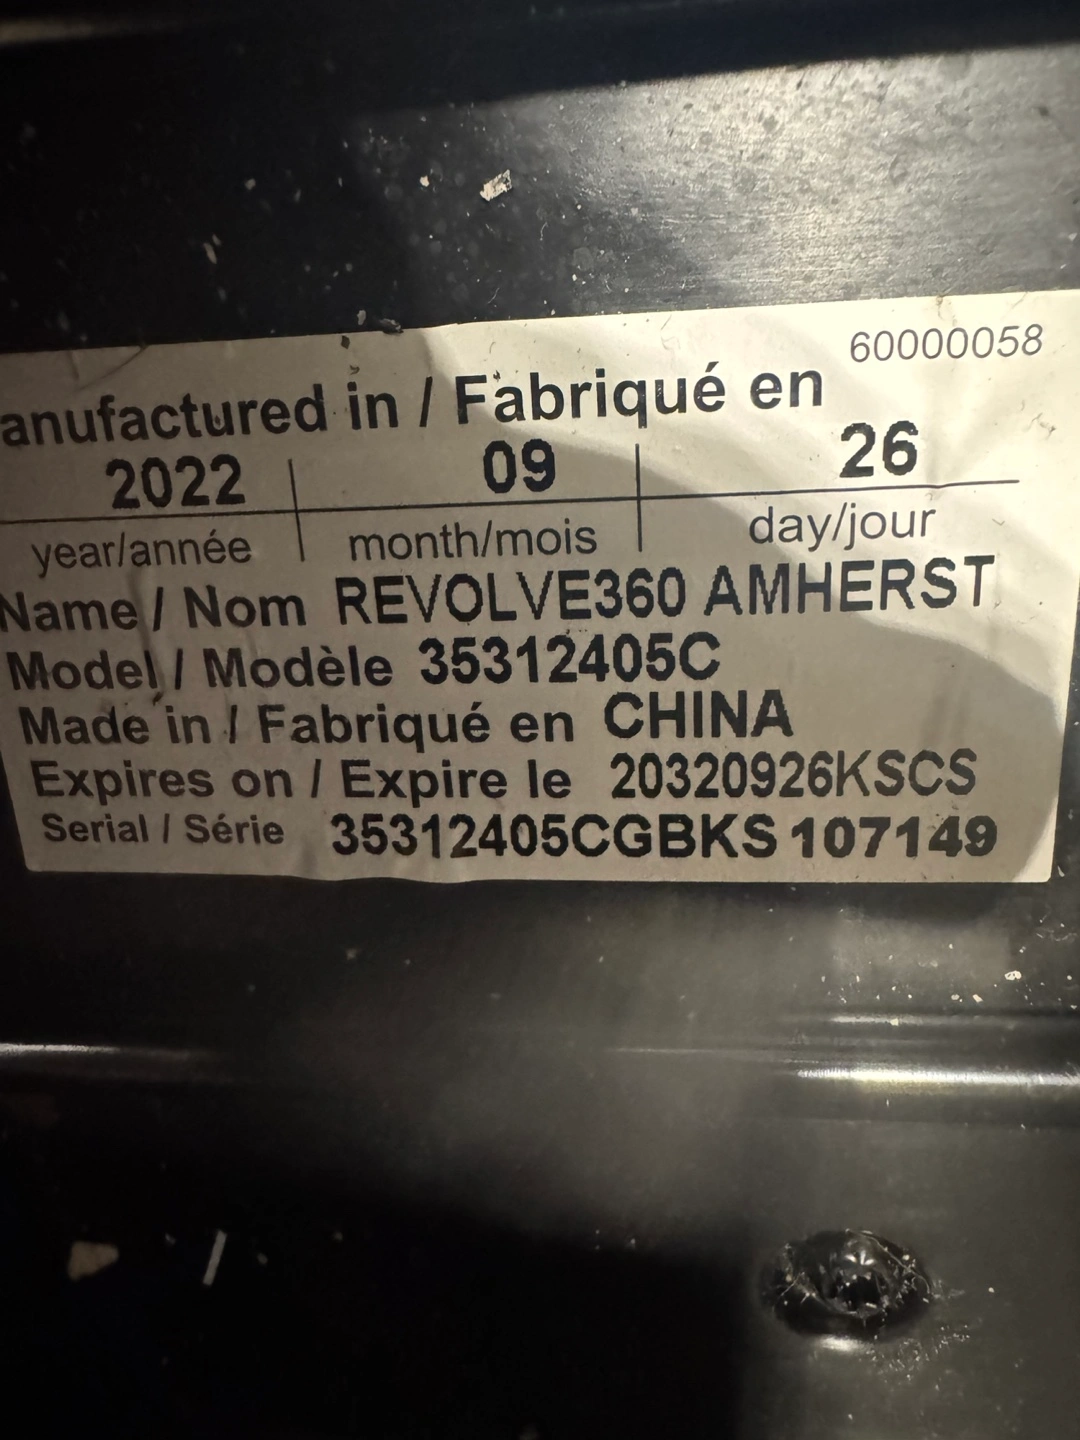 60000058
anufactured in / Fabriqué en
2022 09 26
year/année month/mois day/jour
Name / Nom REVOLVE360 AMHERST
Model / Modèle 35312405C
Made in / Fabriqué en CHINA
Expires on / Expire le 20320926KSCS
Serial / Série 35312405CGBKS 107149